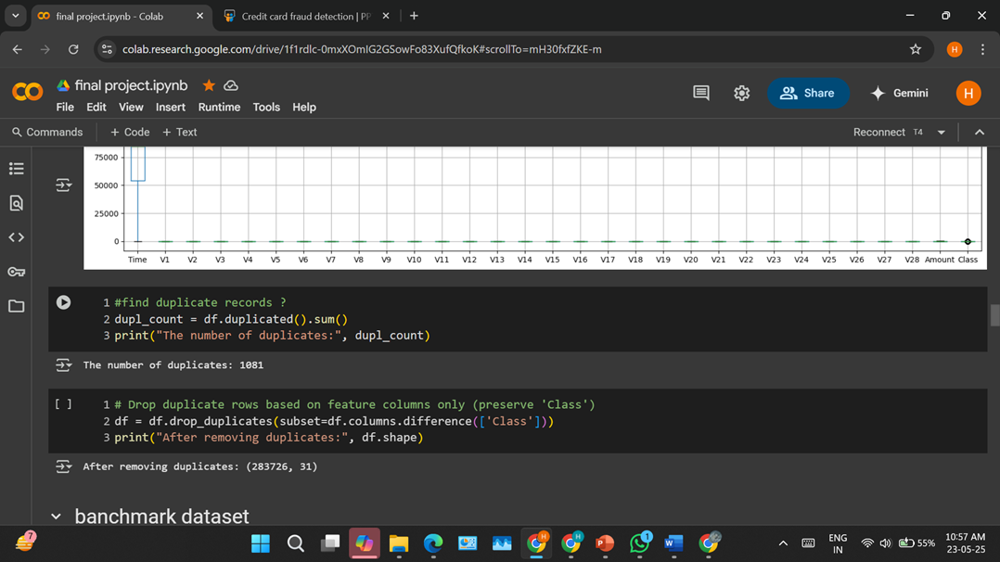 final project.ipynb - Colab
Credit card fraud detection | PP
colab.research.google.com/drive/1f1rdIc-0mxXOmIG2GSowFo83XufQfkoK#scrollTo=mH30fxfZKE-m
H
final project.ipynb
File Edit View Insert Runtime Tools Help
Share
Gemini
H
Commands + Code + Text
Reconnect T4
75000
50000
25000
0
Time V1 V2 V3 V4 V5 V6 V7 V8 V9 V10 V11 V12 V13 V14 V15 V16 V17 V18 V19 V20 V21 V22 V23 V24 V25 V26 V27 V28 Amount Class
1 #find duplicate records ?
2 dupl_count = df.duplicated().sum()
3 print("The number of duplicates:", dupl_count)
The number of duplicates: 1081
[ ] 1 # Drop duplicate rows based on feature columns only (preserve 'Class')
2 df = df.drop_duplicates(subset=df.columns.difference(['Class']))
3 print("After removing duplicates:", df.shape)
After removing duplicates: (283726, 31)
banchmark dataset
7
H
H
P
1
W
ENG
IN
55%
10:57 AM
23-05-25